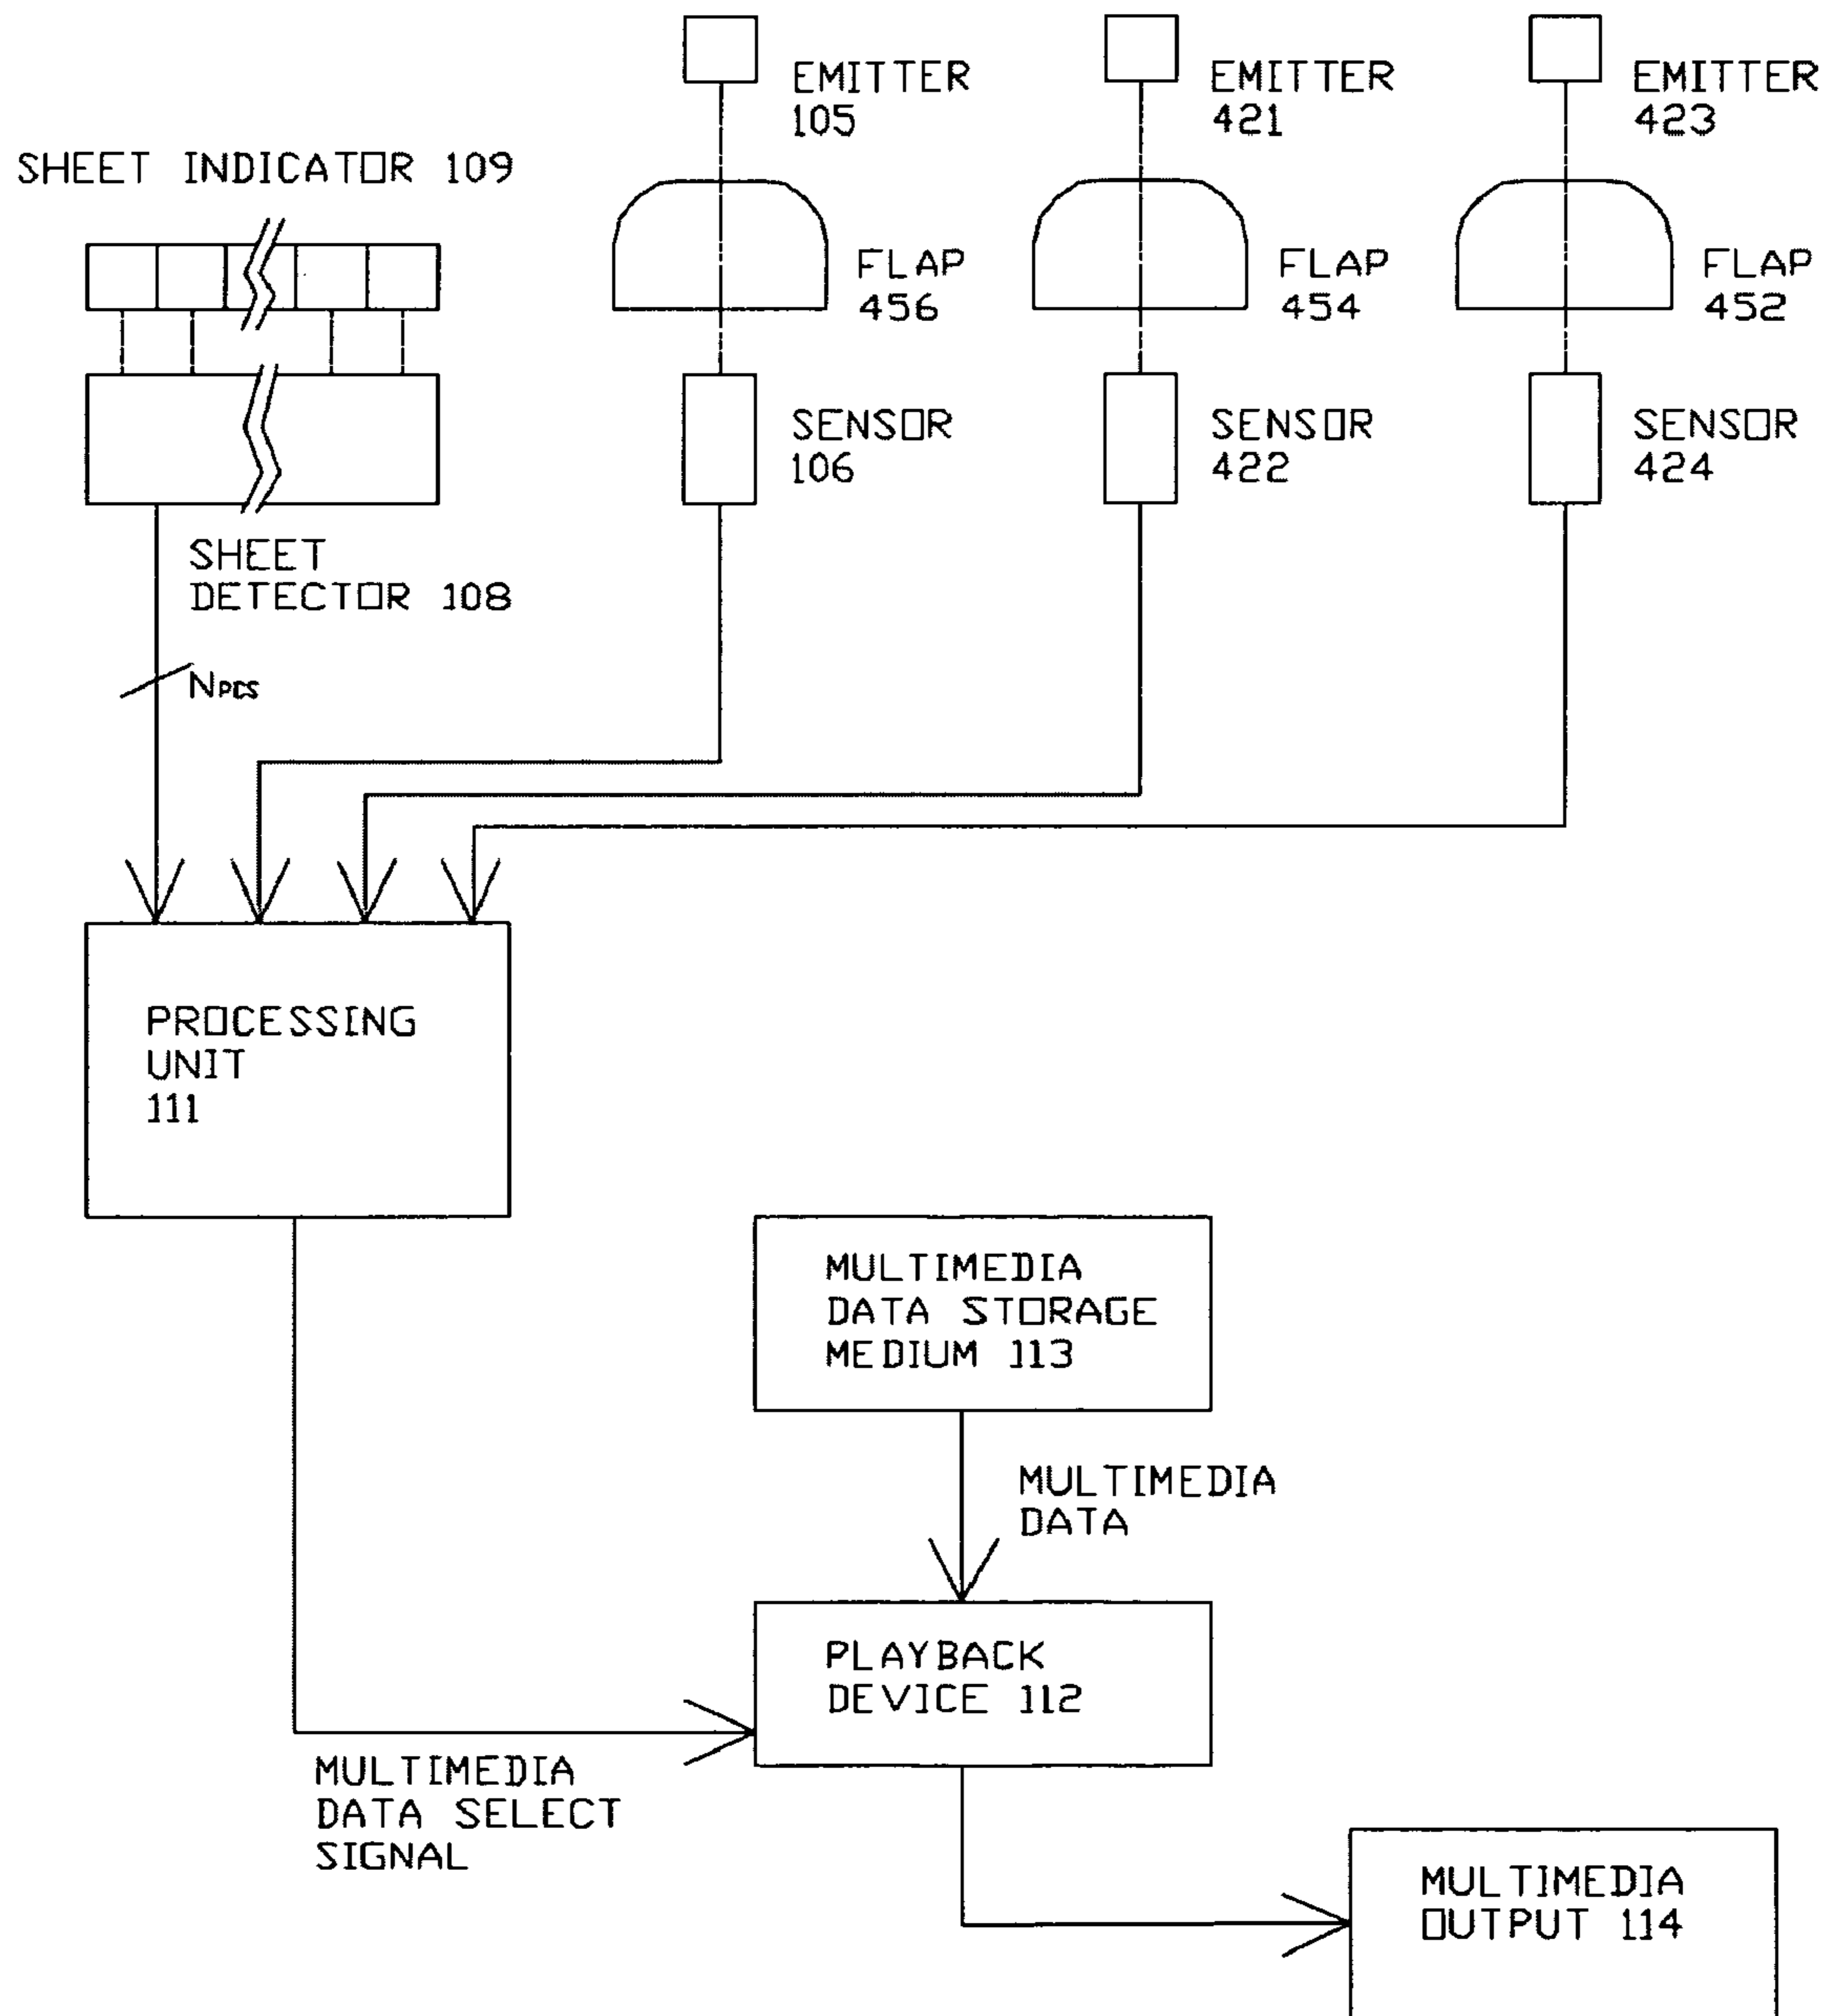 EMITTER
105
EMITTER
421
EMITTER
423
SHEET INDICATOR 109
FLAP
456
FLAP
454
FLAP
452
SENSOR
106
SENSOR
422
SENSOR
424
SHEET
DETECTOR 108
Npcs
PROCESSING
UNIT
111
MULTIMEDIA
DATA STORAGE
MEDIUM 113
MULTIMEDIA
DATA
PLAYBACK
DEVICE 112
MULTIMEDIA
DATA SELECT
SIGNAL
MULTIMEDIA
OUTPUT 114